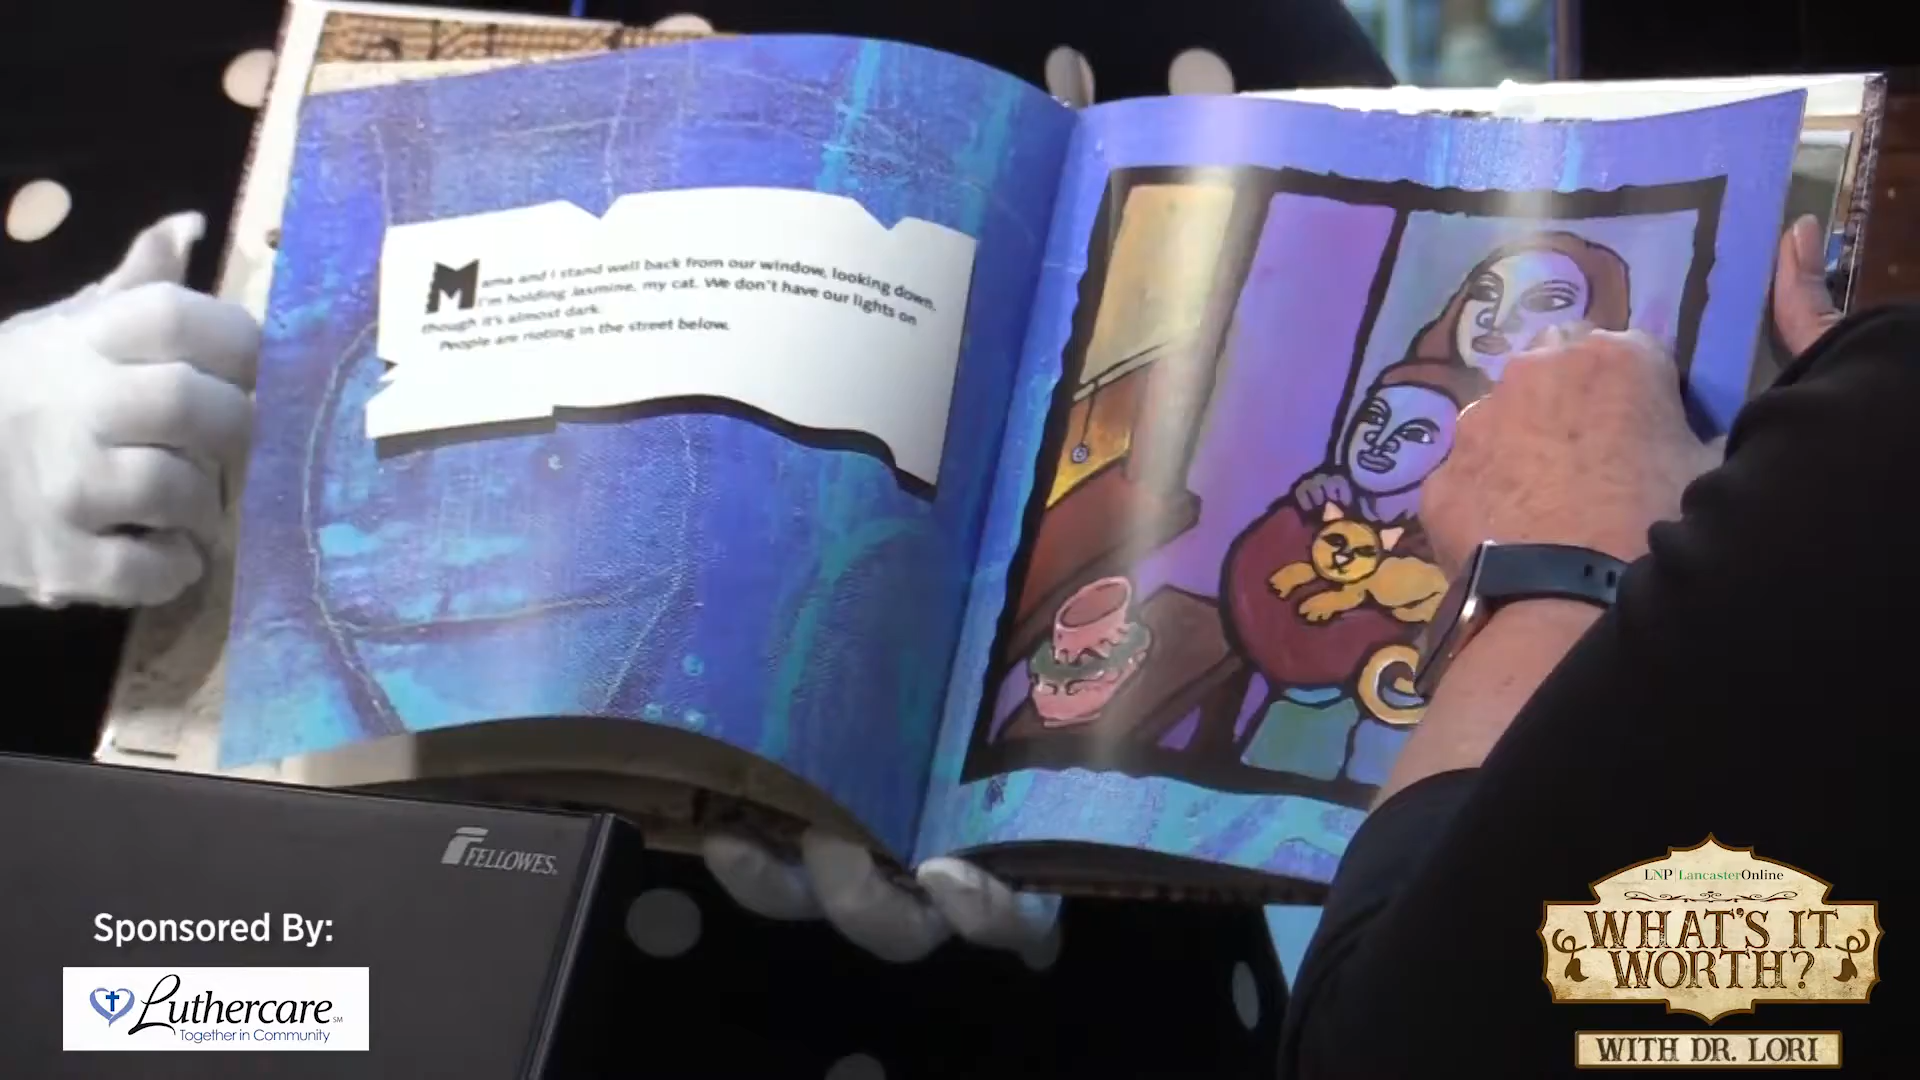 Mama and I stand well back from our window, looking down.
I'm holding Jasmine, my cat. We don't have our lights on
though it's almost dark.
People are rioting in the street below.
FELLOWES.
Sponsored By:
Luthercare SM
Together in Community
LNP | LancasterOnline
WHAT'S IT
WORTH?
WITH DR. LORI